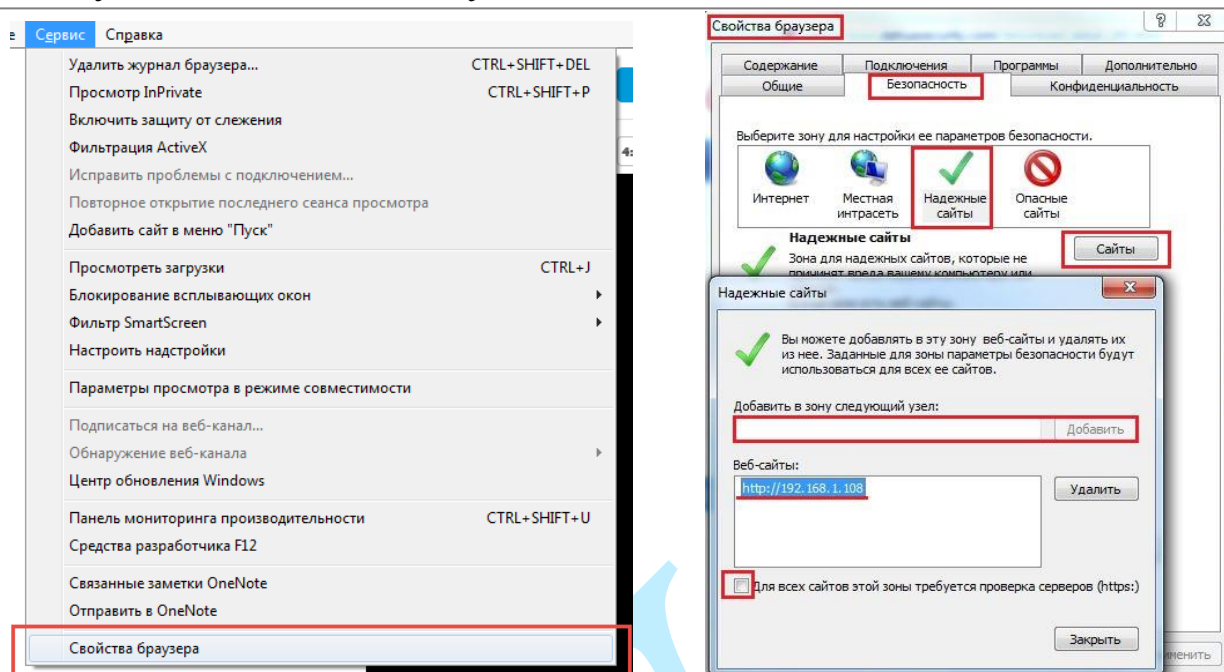 Сервис Справка
Удалить журнал браузера... CTRL+SHIFT+DEL
Просмотр InPrivate CTRL+SHIFT+P
Включить защиту от слежения
Фильтрация ActiveX
Исправить проблемы с подключением...
Повторное открытие последнего сеанса просмотра
Добавить сайт в меню "Пуск"
Просмотреть загрузки CTRL+J
Блокирование всплывающих окон
Фильтр SmartScreen
Настроить надстройки
Параметры просмотра в режиме совместимости
Подписаться на веб-канал...
Обнаружение веб-канала
Центр обновления Windows
Панель мониторинга производительности CTRL+SHIFT+U
Средства разработчика F12
Связанные заметки OneNote
Отправить в OneNote
Свойства браузера
Свойства браузера
Содержание Подключения Программы Дополнительно
Общие Безопасность Конфиденциальность
Выберите зону для настройки ее параметров безопасности.
Интернет Местная Надежные Опасные
интрасеть сайты сайты
Надежные сайты
Сайты
Зона для надежных сайтов, которые не
причинят вреда вашему компьютеру или
Надежные сайты
Вы можете добавлять в эту зону веб-сайты и удалять их
из нее. Заданные для зоны параметры безопасности будут
использоваться для всех ее сайтов.
Добавить в зону следующий узел:
Добавить
Веб-сайты:
http://192.168.1.108
Удалить
Для всех сайтов этой зоны требуется проверка серверов (https:)
Закрыть